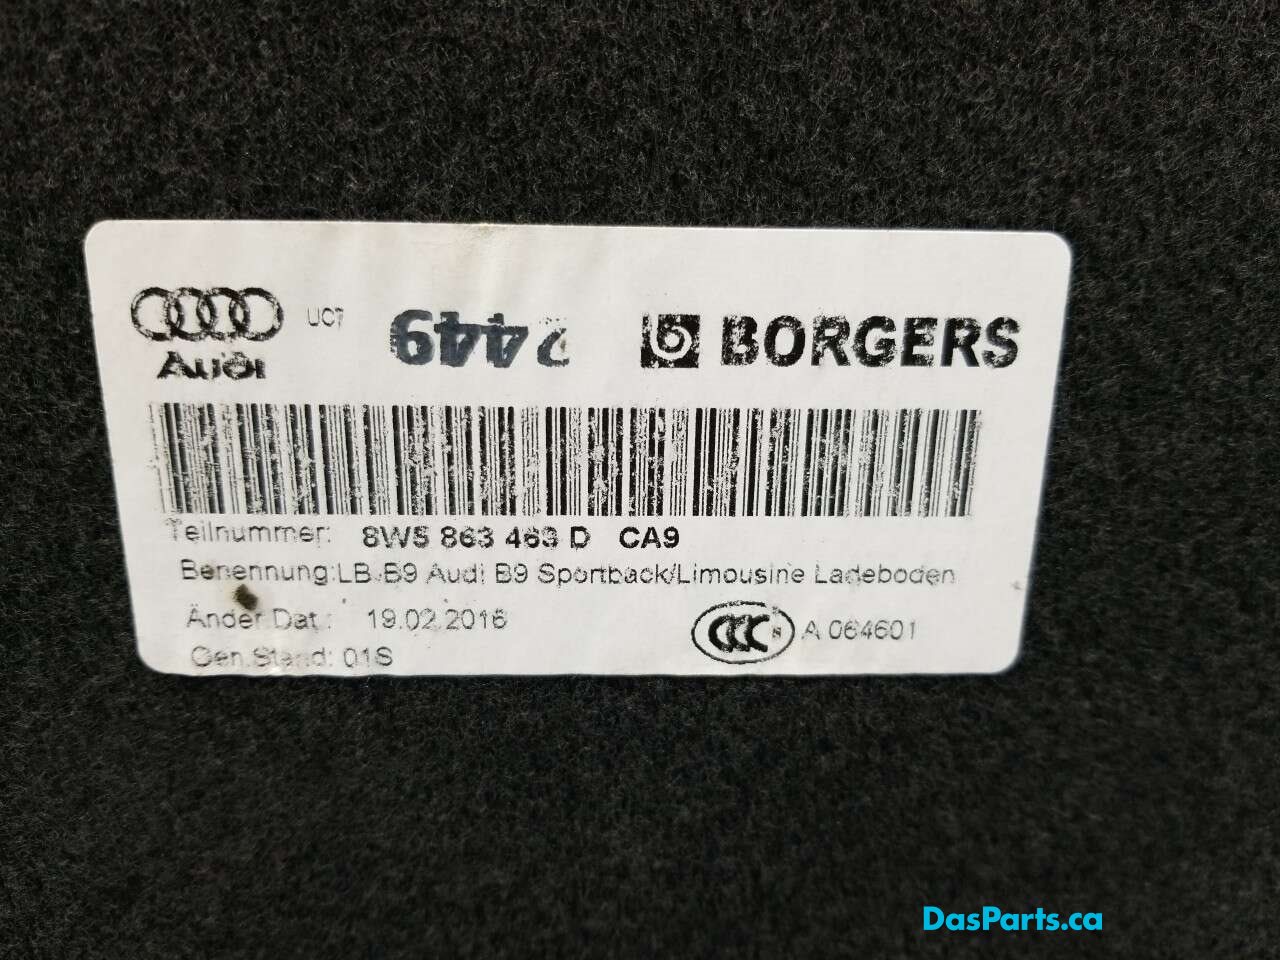 Audi UC7 BORGERS
Teilnummer: 8W5 863 463 D CA9
Benennung:LB B9 Audi B9 Sportback/Limousine Ladeboden
Änder Dat.: 19.02.2016
Gen.Stand: 01S
CCC S A 064601
DasParts.ca